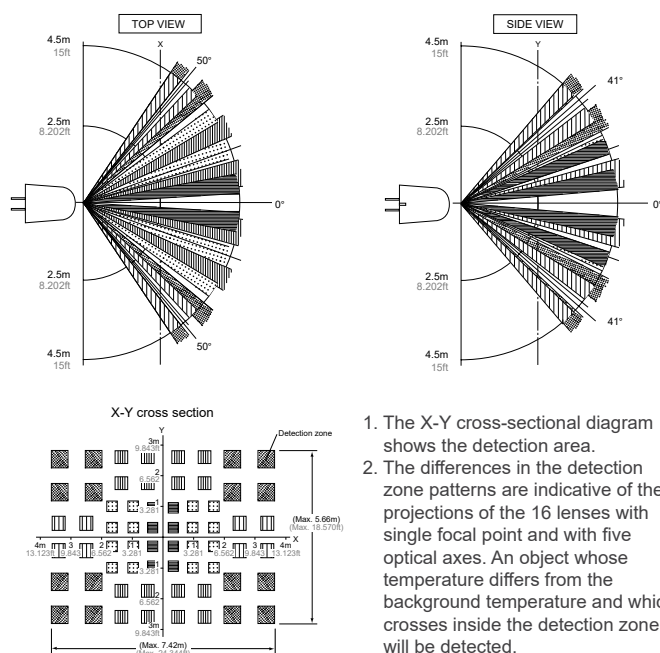 TOP VIEW
SIDE VIEW
4.5m
15ft
X
50°
2.5m
8.202ft
0°
2.5m
8.202ft
50°
4.5m
15ft
4.5m
15ft
Y
41°
2.5m
8.202ft
0°
2.5m
8.202ft
41°
4.5m
15ft
X-Y cross section
Y
Detection zone
3m
9.843ft
2
6.562
1
3.281
4m 3 2 1 1 2 3 4m X
13.123ft 9.843 6.562 3.281 3.281 6.562 9.843 13.123ft
1
3.281
2
6.562
3m
9.843ft
(Max. 5.66m)
(Max. 18.570ft)
(Max. 7.42m)
(Max. 24.344ft)
1. The X-Y cross-sectional diagram
shows the detection area.
2. The differences in the detection
zone patterns are indicative of the
projections of the 16 lenses with
single focal point and with five
optical axes. An object whose
temperature differs from the
background temperature and whic
crosses inside the detection zone
will be detected.